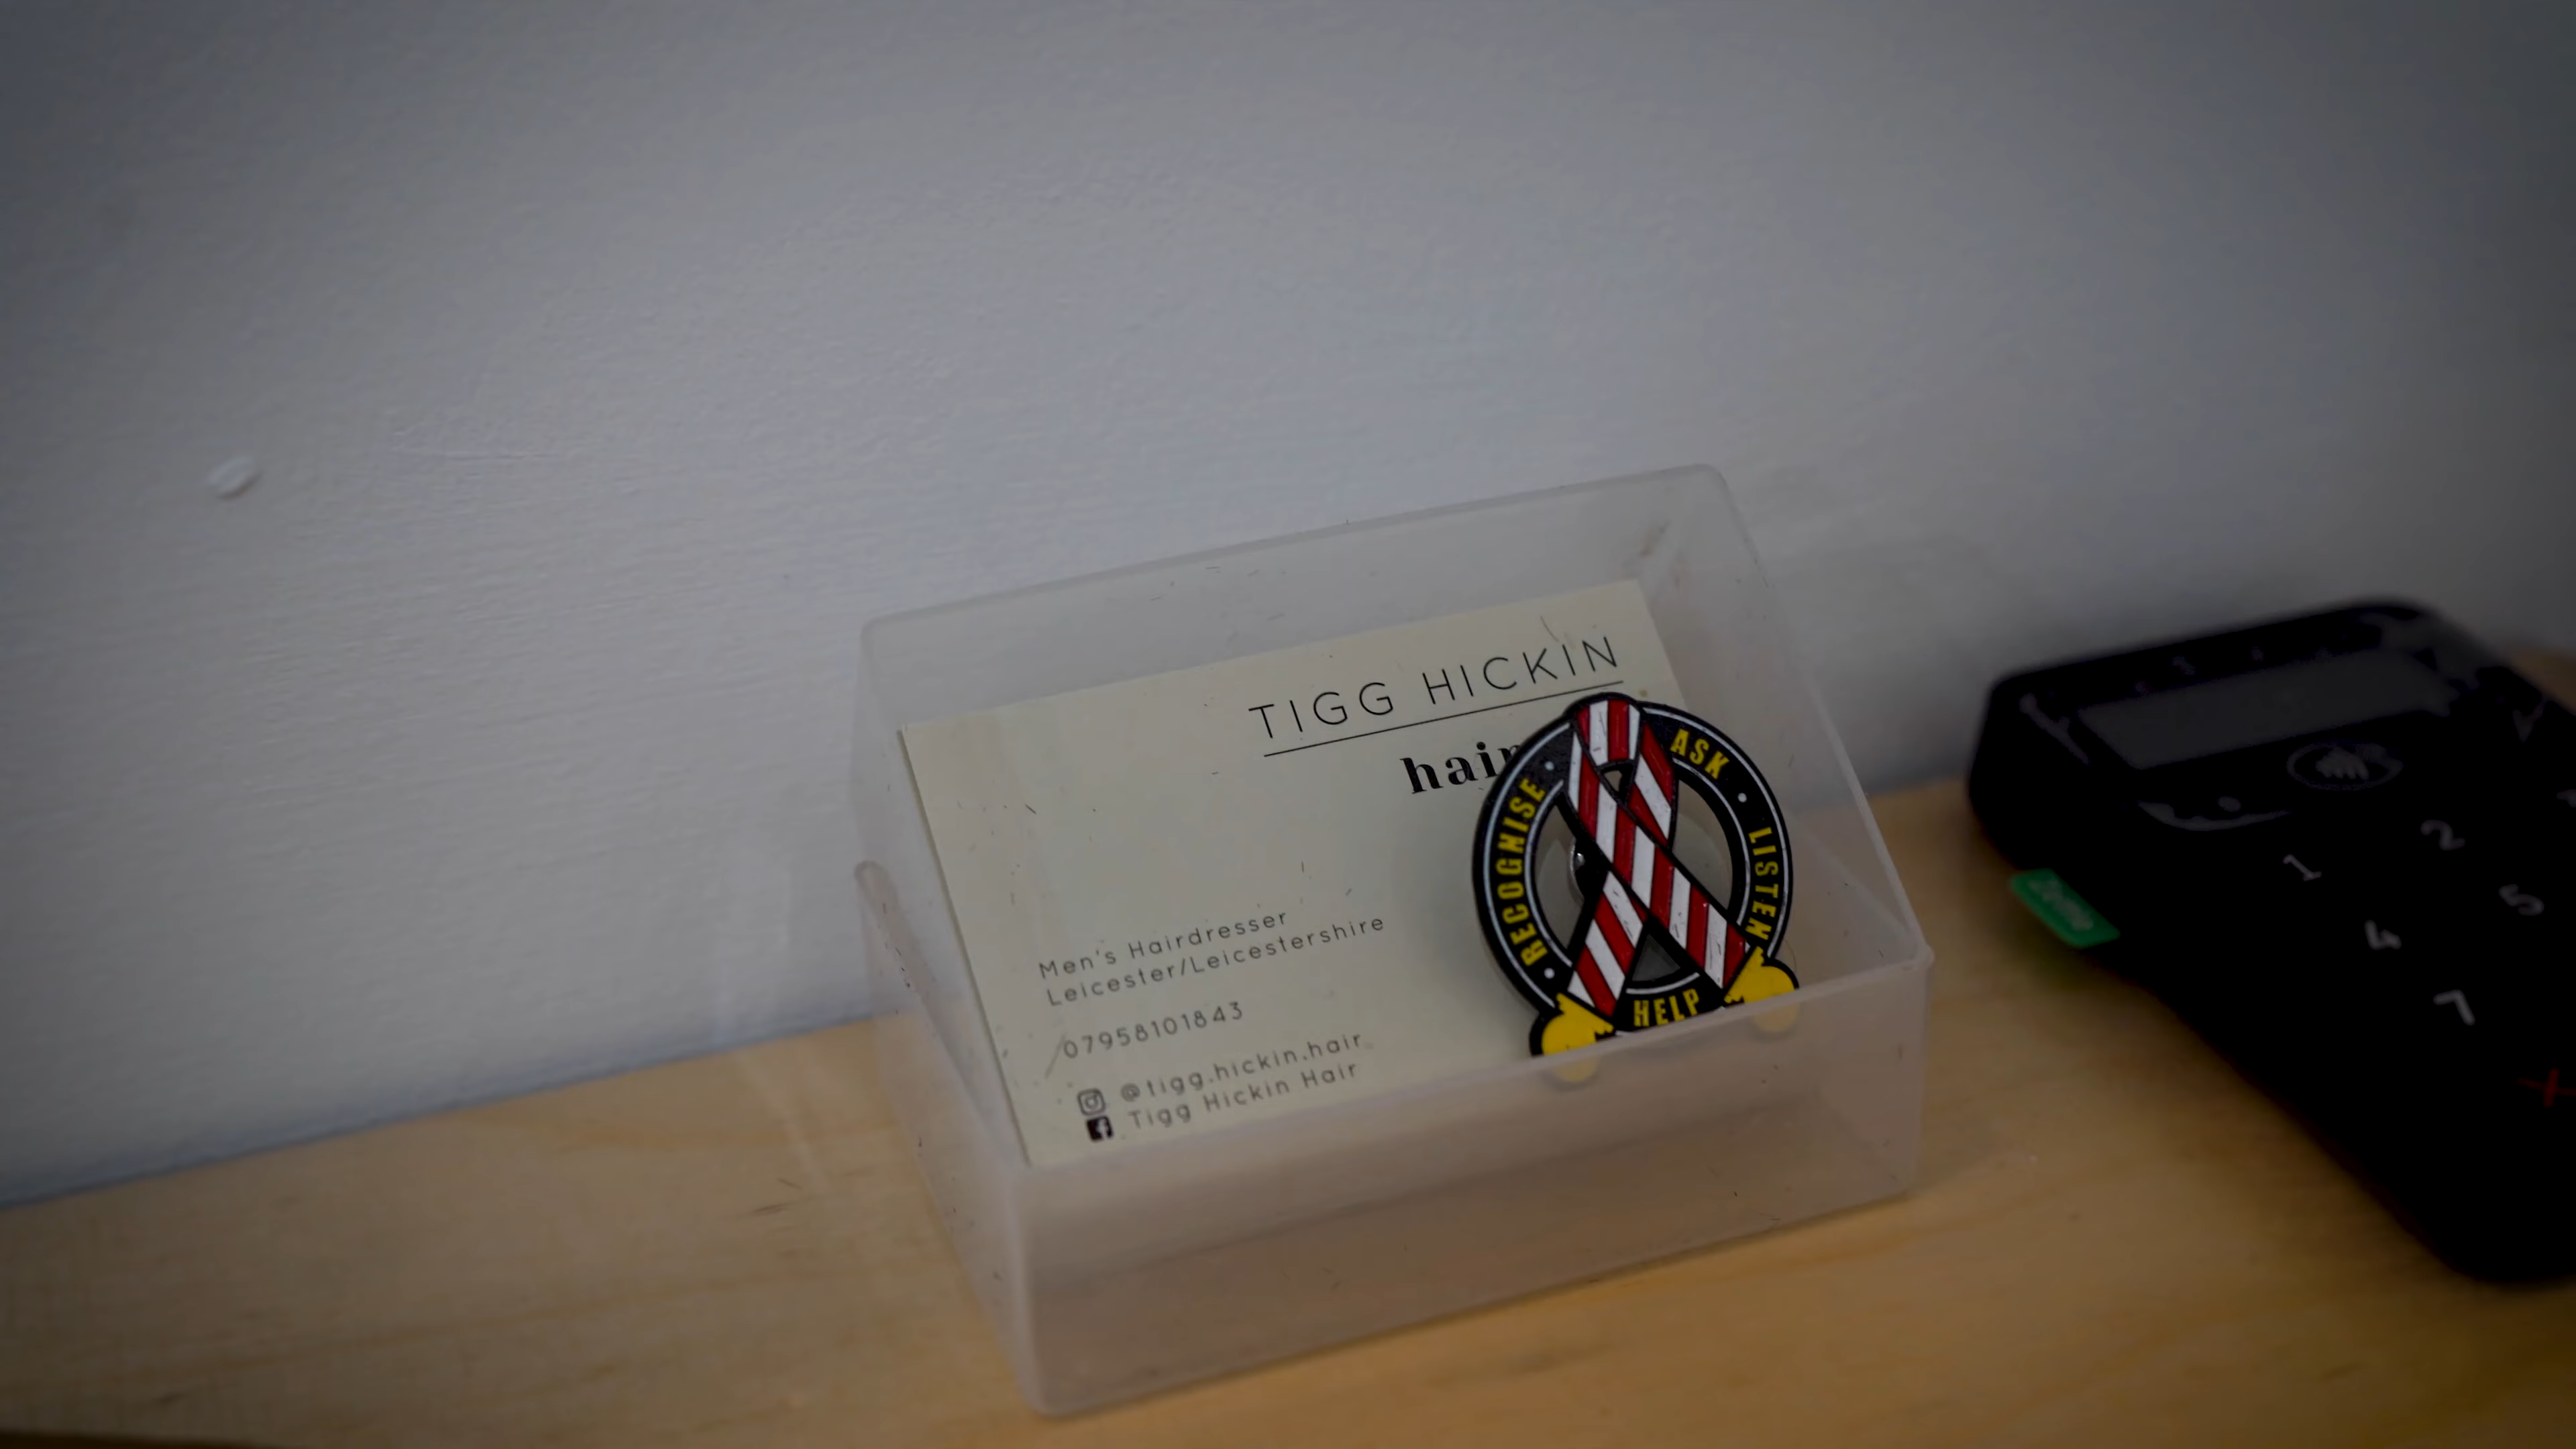 TIGG HICKIN
hair
RECOGNISE • ASK • LISTEN
HELP
Men's Hairdresser
Leicester/Leicestershire
07958101843
@tigg.hickin.hair
Tigg Hickin Hair
1 2
4 5
7